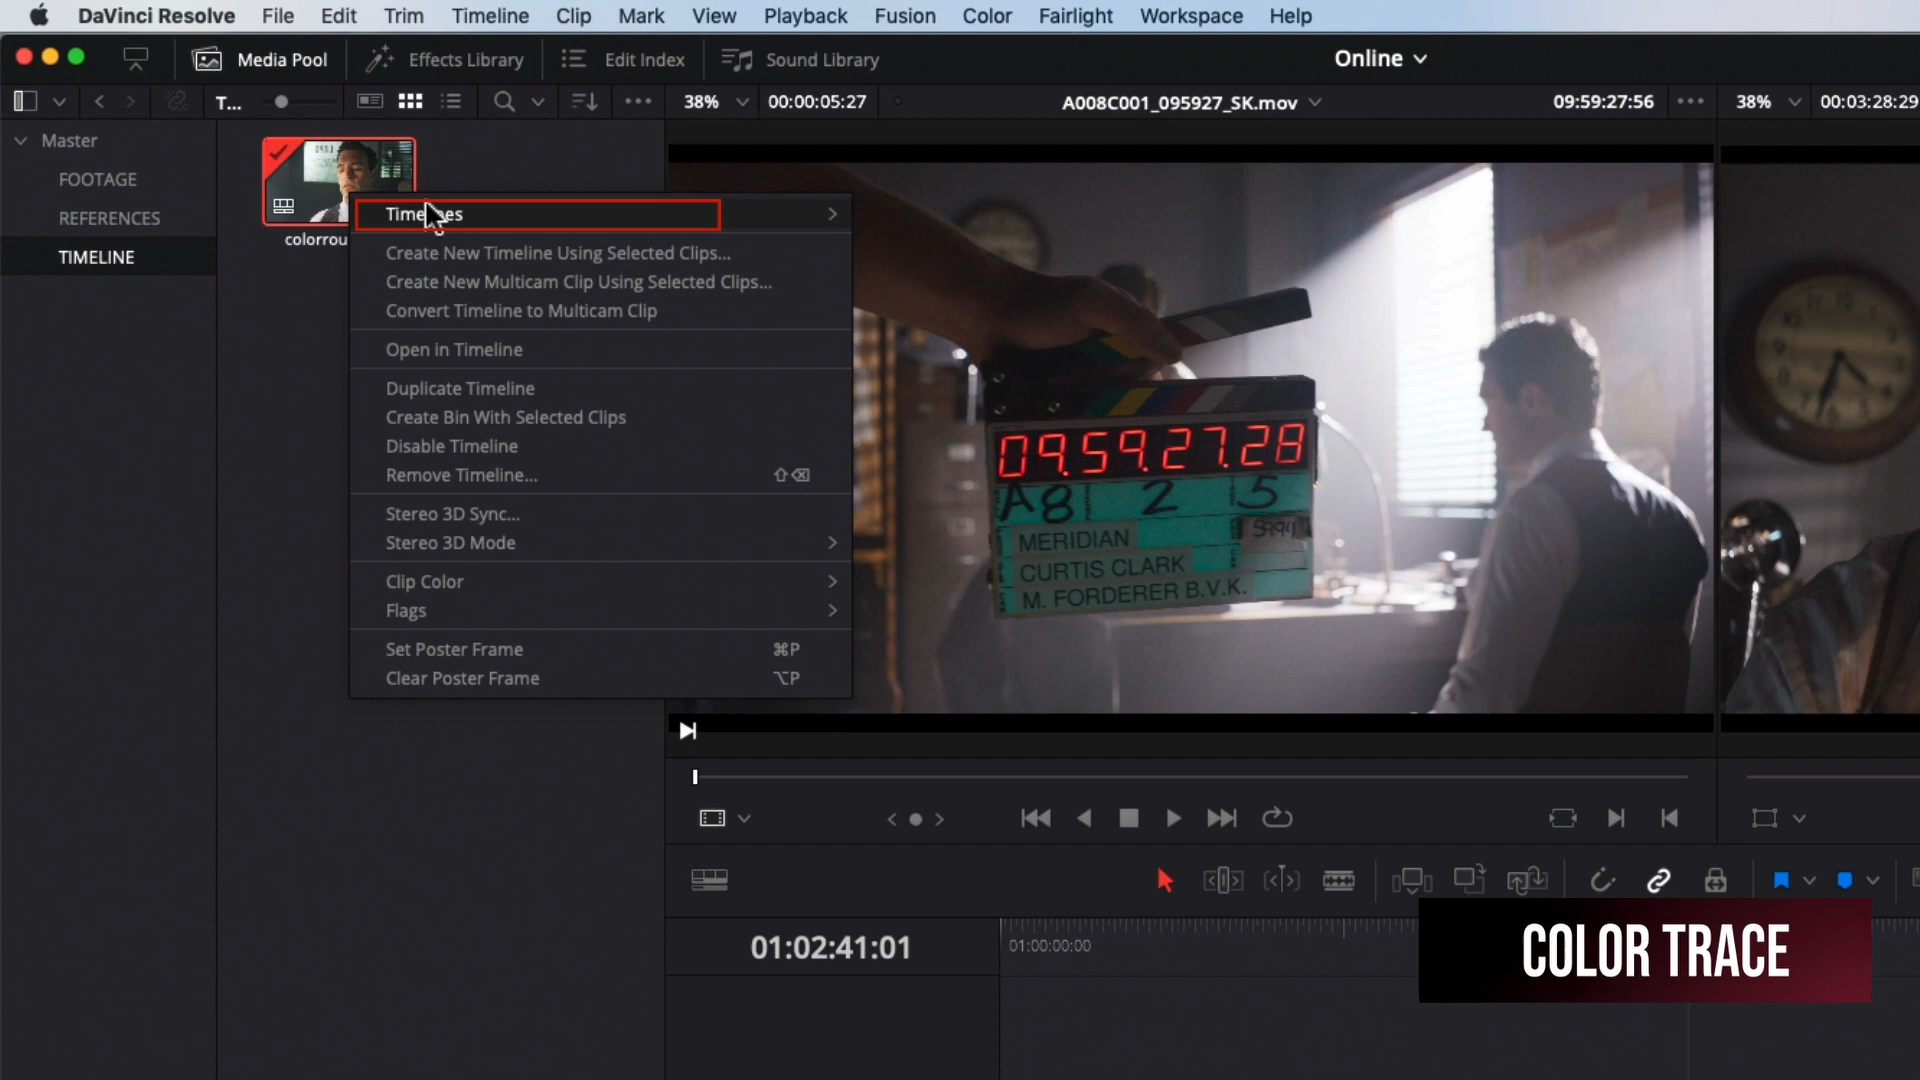 DaVinci Resolve File Edit Trim Timeline Clip Mark View Playback Fusion Color Fairlight Workspace Help
Media Pool Effects Library Edit Index Sound Library Online
T... 38% 00:00:05:27 A008C001_095927_SK.mov 09:59:27:56 38% 00:03:28:29
Master
FOOTAGE
REFERENCES
TIMELINE
colorrou
Timelines
Create New Timeline Using Selected Clips...
Create New Multicam Clip Using Selected Clips...
Convert Timeline to Multicam Clip
Open in Timeline
Duplicate Timeline
Create Bin With Selected Clips
Disable Timeline
Remove Timeline... ⇧⌫
Stereo 3D Sync...
Stereo 3D Mode
Clip Color
Flags
Set Poster Frame ⌘P
Clear Poster Frame ⌥P
09.59.27.28
A8 2 5
MERIDIAN 5994
CURTIS CLARK
M. FORDERER B.V.K.
01:02:41:01 01:00:00:00
COLOR TRACE